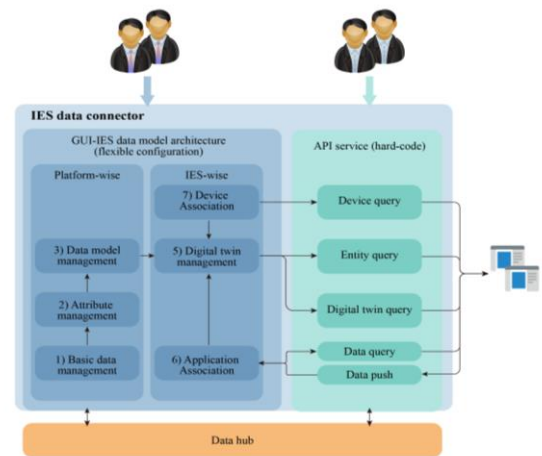 IES data connector
GUI-IES data model architecture
(flexible configuration)
Platform-wise
IES-wise
7) Device
Association
3) Data model
management
5) Digital twin
management
2) Attribute
management
1) Basic data
management
6) Application
Association
API service (hard-code)
Device query
Entity query
Digital twin query
Data query
Data push
Data hub